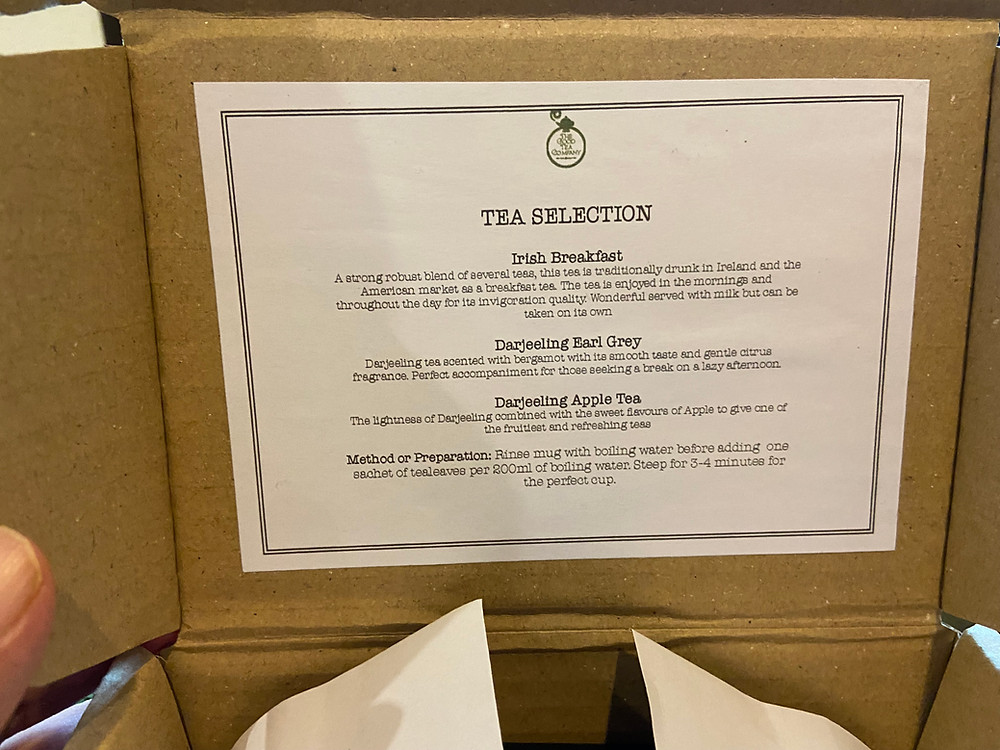 THE
GOOD
TEA
COMPANY
TEA SELECTION
Irish Breakfast
A strong robust blend of several teas, this tea is traditionally drunk in Ireland and the
American market as a breakfast tea. The tea is enjoyed in the mornings and
throughout the day for its invigoration quality. Wonderful served with milk but can be
taken on its own
Darjeeling Earl Grey
Darjeeling tea scented with bergamot with its smooth taste and gentle citrus
fragrance. Perfect accompaniment for those seeking a break on a lazy afternoon.
Darjeeling Apple Tea
The lightness of Darjeeling combined with the sweet flavours of Apple to give one of
the fruitiest and refreshing teas
Method or Preparation: Rinse mug with boiling water before adding one
sachet of tealeaves per 200ml of boiling water. Steep for 3-4 minutes for
the perfect cup.